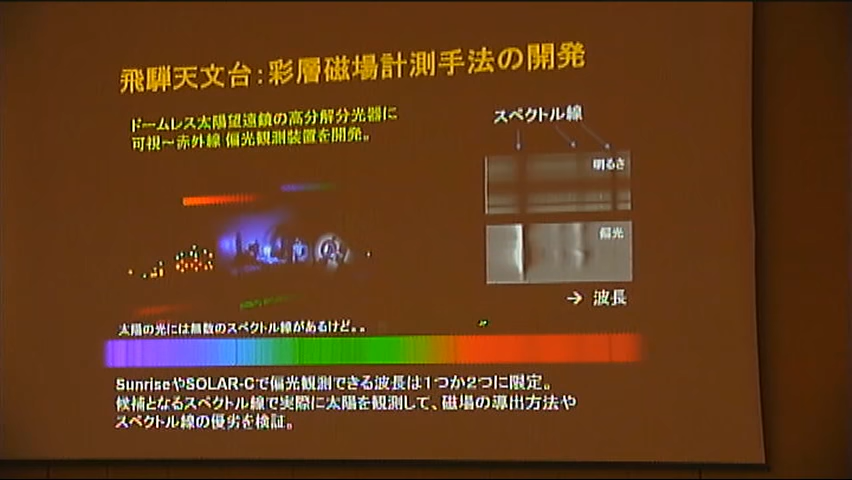 飛騨天文台：彩層磁場計測手法の開発
ドームレス太陽望遠鏡の高分解分光器に
可視～赤外線 偏光観測装置を開発。
スペクトル線
明るさ
偏光
→ 波長
太陽の光には無数のスペクトル線があるけど。。
SunriseやSOLAR-Cで偏光観測できる波長は１つか２つに限定。
候補となるスペクトル線で実際に太陽を観測して、磁場の導出方法や
スペクトル線の優劣を検証。